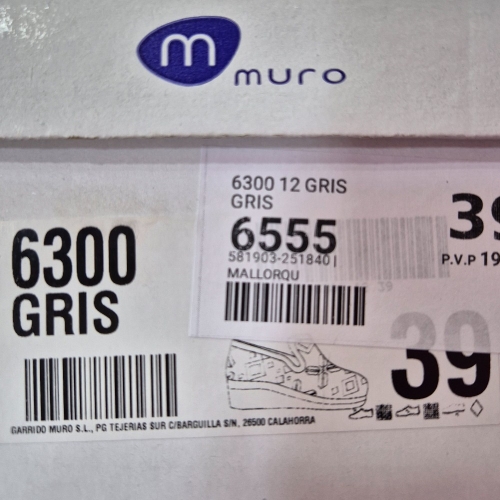 m muro
6300 12 GRIS
GRIS
6555
581903-251840 |
MALLORQU
39
P.V.P 19
39
6300
GRIS
39
GARRIDO MURO S.L., PG TEJERIAS SUR C/BARGUILLA S/N, 26500 CALAHORRA